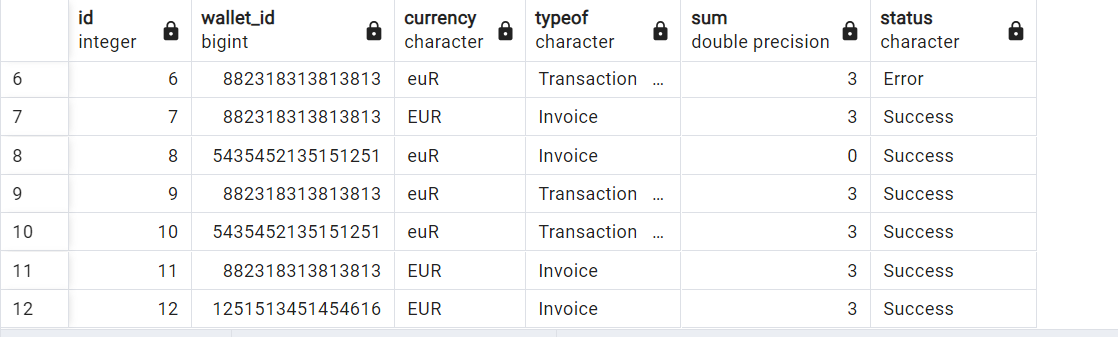 id wallet_id currency typeof sum status
integer bigint character character double precision character
6 6 882318313813813 euR Transaction ... 3 Error
7 7 882318313813813 EUR Invoice 3 Success
8 8 5435452135151251 euR Invoice 0 Success
9 9 882318313813813 euR Transaction ... 3 Success
10 10 5435452135151251 euR Transaction ... 3 Success
11 11 882318313813813 EUR Invoice 3 Success
12 12 1251513451454616 EUR Invoice 3 Success